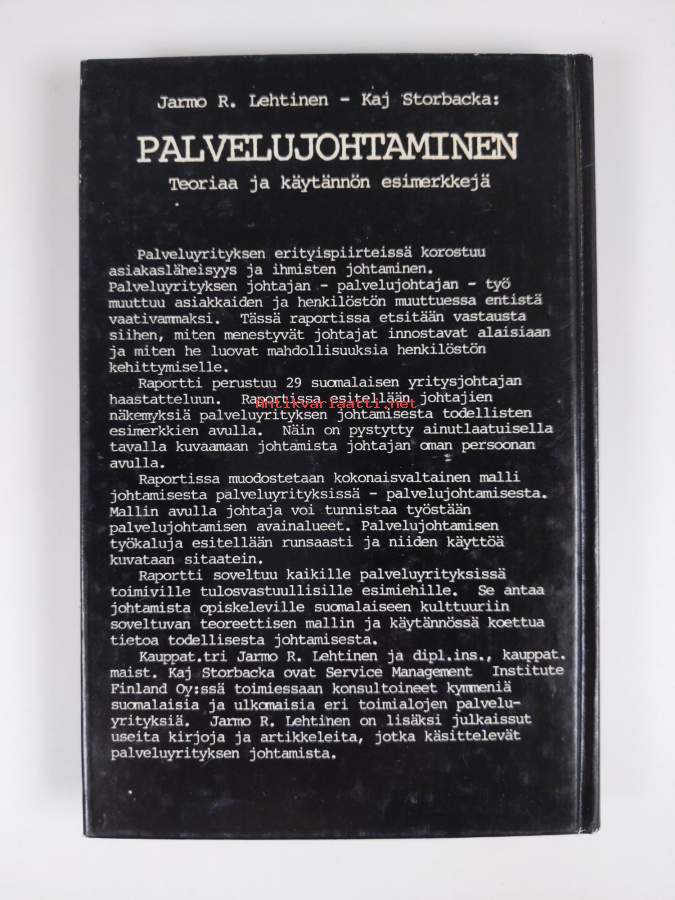 Jarmo R. Lehtinen - Kaj Storbacka:
PALVELUJOHTAMINEN
Teoriaa ja käytännön esimerkkejä
Palveluyrityksen erityispiirteissä korostuu
asiakasläheisyys ja ihmisten johtaminen.
Palveluyrityksen johtajan - palvelujohtajan - työ
muuttuu asiakkaiden ja henkilöstön muuttuessa entistä
vaativammaksi. Tässä raportissa etsitään vastausta
siihen, miten menestyvät johtajat innostavat alaisiaan
ja miten he luovat mahdollisuuksia henkilöstön
kehittymiselle.
Raportti perustuu 29 suomalaisen yritysjohtajan
haastatteluun. Raportissa esitellään johtajien
Antikvariaatti.net
näkemyksiä palveluyrityksen johtamisesta todellisten
esimerkkien avulla. Näin on pystytty ainutlaatuisella
tavalla kuvaamaan johtamista johtajan oman persoonan
avulla.
Raportissa muodostetaan kokonaisvaltainen malli
johtamisesta palveluyrityksissä - palvelujohtamisesta.
Mallin avulla johtaja voi tunnistaa työstään
palvelujohtamisen avainalueet. Palvelujohtamisen
työkaluja esitellään runsaasti ja niiden käyttöä
kuvataan sitaatein.
Raportti soveltuu kaikille palveluyrityksissä
toimiville tulosvastuullisille esimiehille. Se antaa
johtamista opiskeleville suomalaiseen kulttuuriin
soveltuvan teoreettisen mallin ja käytännössä koettua
tietoa todellisesta johtamisesta.
Kauppat.tri Jarmo R. Lehtinen ja dipl.ins., kauppat.
maist. Kaj Storbacka ovat Service Management Institute
Finland Oy:ssä toimiessaan konsultoineet kymmeniä
suomalaisia ja ulkomaisia eri toimialojen palvelu-
yrityksiä. Jarmo R. Lehtinen on lisäksi julkaissut
useita kirjoja ja artikkeleita, jotka käsittelevät
palveluyrityksen johtamista.